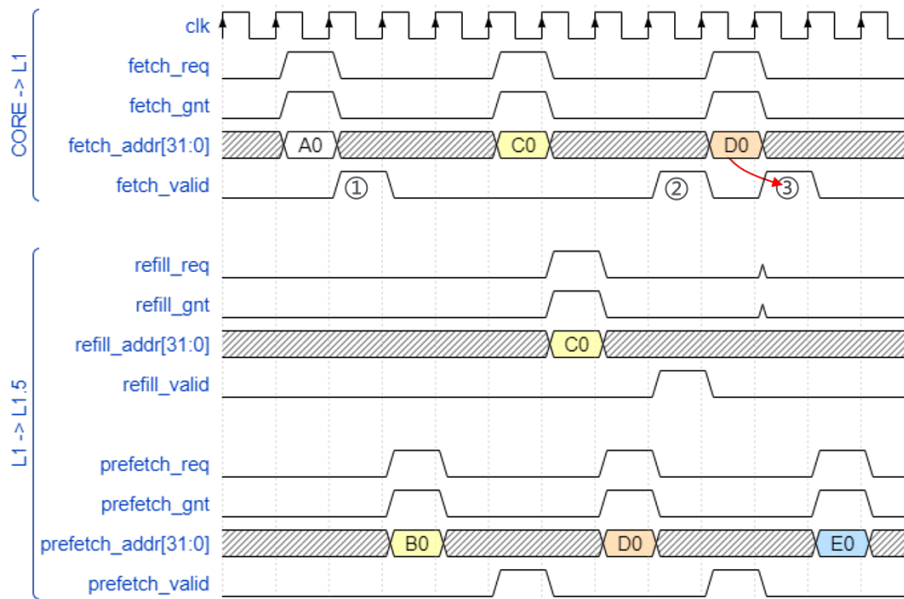 CORE -> L1
clk
fetch_req
fetch_gnt
fetch_addr[31:0] A0 C0 D0
fetch_valid ① ② ③
L1 -> L1.5
refill_req
refill_gnt
refill_addr[31:0] C0
refill_valid
prefetch_req
prefetch_gnt
prefetch_addr[31:0] B0 D0 E0
prefetch_valid